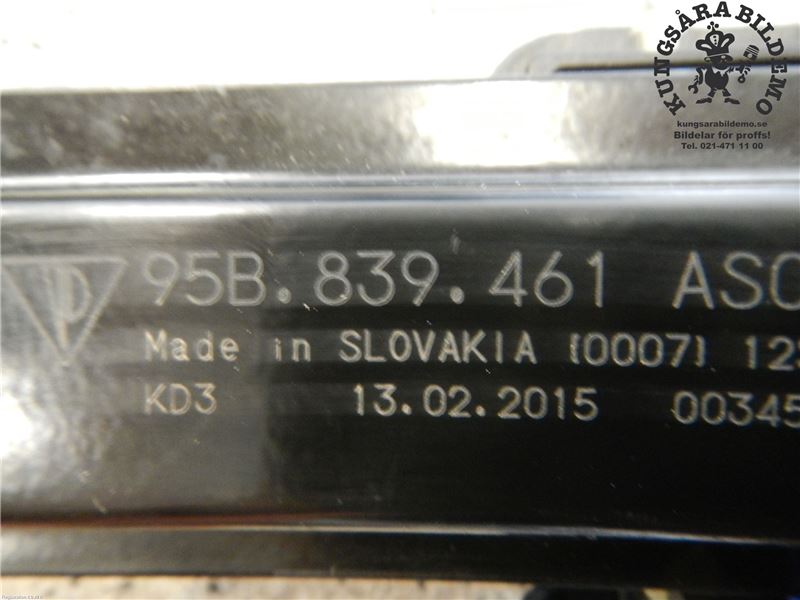 KUNGSÅRA BILDEMO
kungsarabildemo.se
Bildelar för proffs!
Tel. 021-471 11 00
95B.839.461 ASC
Made in SLOVAKIA (0007) 12
KD3 13.02.2015 00345